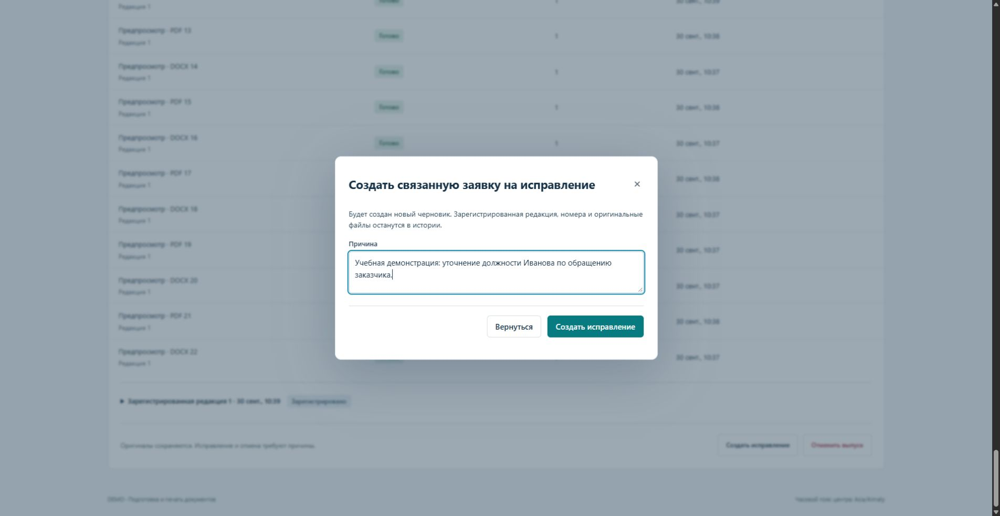 Редакция 1
Готово
1
30 сент., 10:39
Предпросмотр - PDF 13
Готово
1
30 сент., 10:38
Редакция 1
Предпросмотр - DOCX 14
Готово
1
30 сент., 10:37
Редакция 1
Предпросмотр - PDF 15
Готово
1
30 сент., 10:38
Редакция 1
Предпросмотр - DOCX 16
Готово
1
30 сент., 10:37
Редакция 1
Предпросмотр - PDF 17
30 сент., 10:38
Редакция 1
Предпросмотр - DOCX 18
30 сент., 10:37
Редакция 1
Предпросмотр - PDF 19
30 сент., 10:37
Редакция 1
Предпросмотр - DOCX 20
30 сент., 10:37
Редакция 1
Предпросмотр - PDF 21
30 сент., 10:38
Редакция 1
Предпросмотр - DOCX 22
30 сент., 10:37
Редакция 1
Создать связанную заявку на исправление
Будет создан новый черновик. Зарегистрированная редакция, номера и оригинальные
файлы останутся в истории.
Причина
Учебная демонстрация: уточнение должности Иванова по обращению
заказчика.
Вернуться
Создать исправление
Зарегистрированная редакция 1 - 30 сент., 10:39
Зарегистрировано
Оригиналы сохраняются. Исправление и отмена требуют причины.
Создать исправление
Отменить выпуск
DEMO · Подготовка и печать документов
Часовой пояс центра: Asia/Almaty